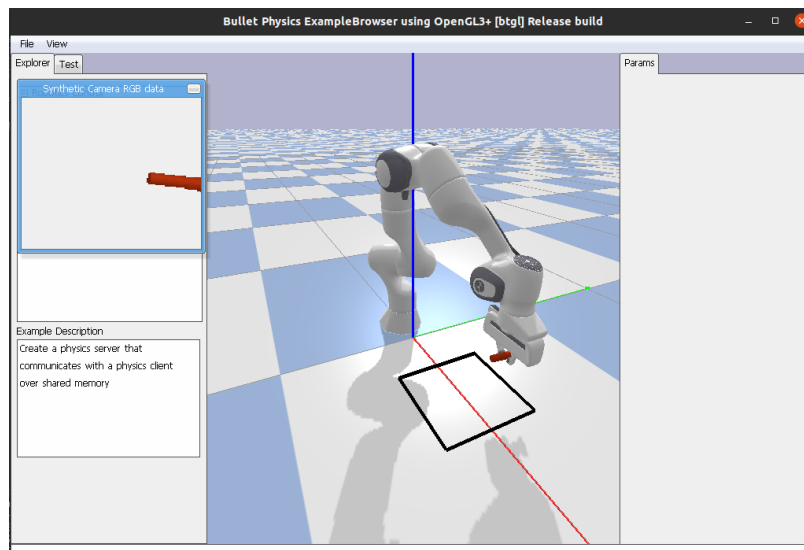 Bullet Physics ExampleBrowser using OpenGL3+ [btgl] Release build
File View
Explorer Test
Params
Synthetic Camera RGB data
Example Description
Create a physics server that
communicates with a physics client
over shared memory